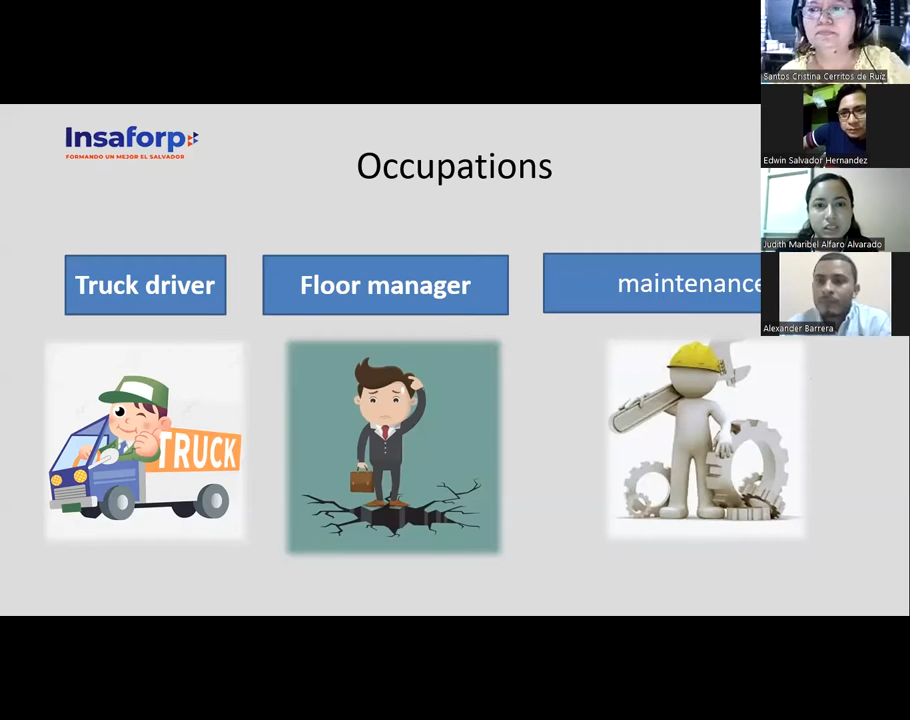 Insaforp
FORMANDO UN MEJOR EL SALVADOR
Occupations
Truck driver
Floor manager
maintenance
TRUCK
Santos Cristina Cerritos de Ruiz
Edwin Salvador Hernandez
Judith Maribel Alfaro Alvarado
Alexander Barrera